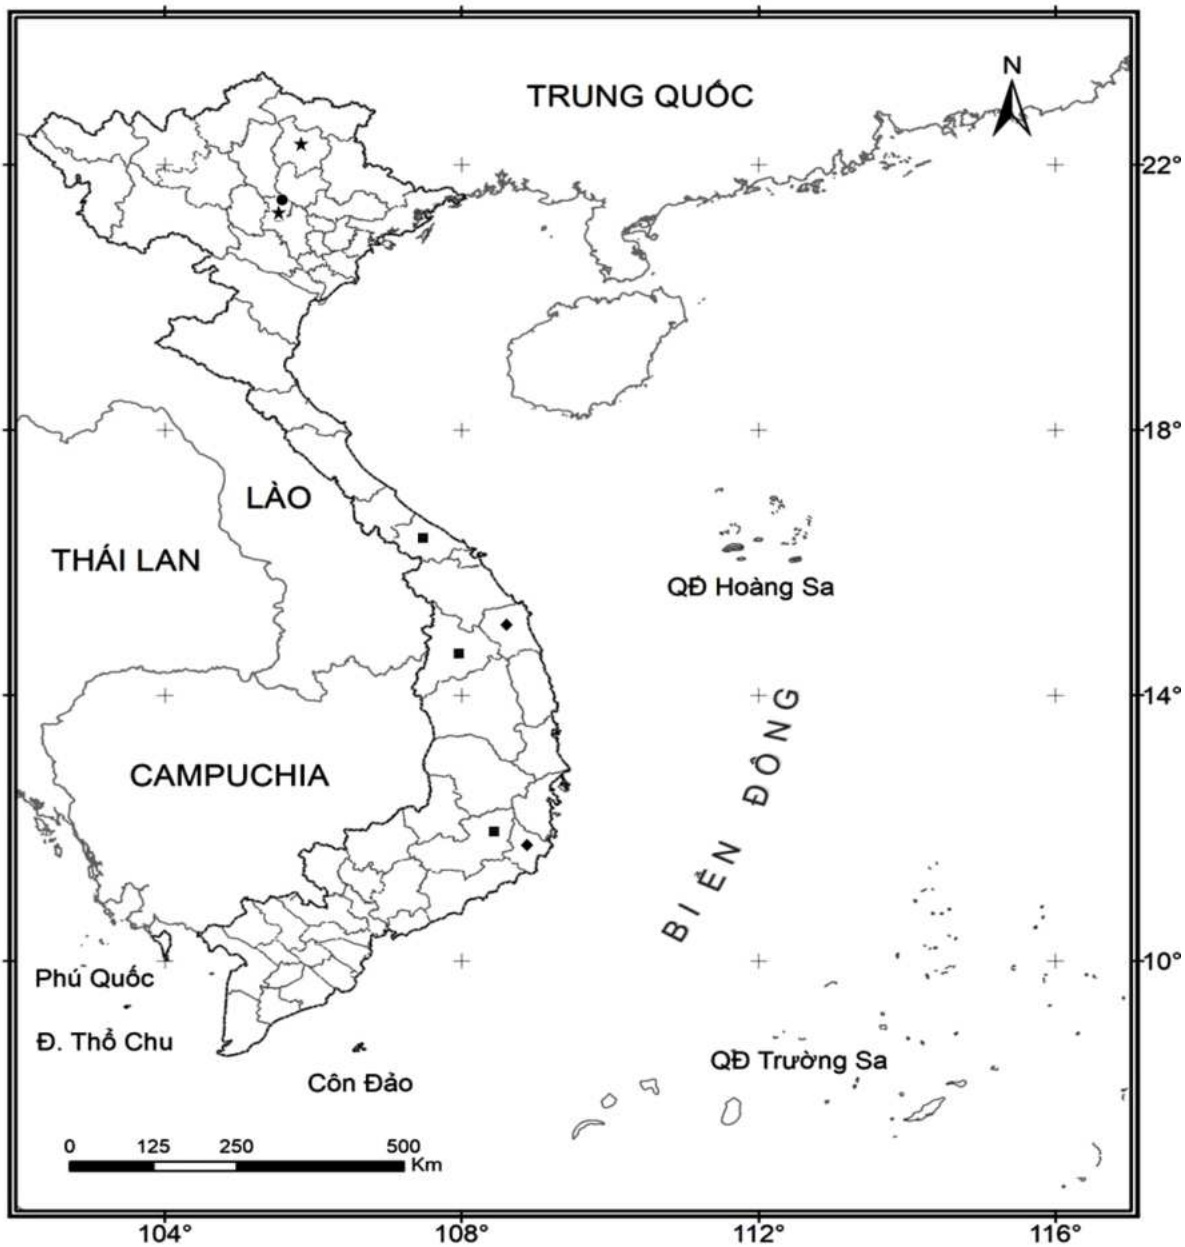 N
TRUNG QUỐC
22°
18°
LÀO
THÁI LAN
QĐ Hoàng Sa
14°
CAMPUCHIA
BIỂN ĐÔNG
10°
Phú Quốc
Đ. Thổ Chu
QĐ Trường Sa
Côn Đảo
0 125 250 500
Km
104° 108° 112° 116°